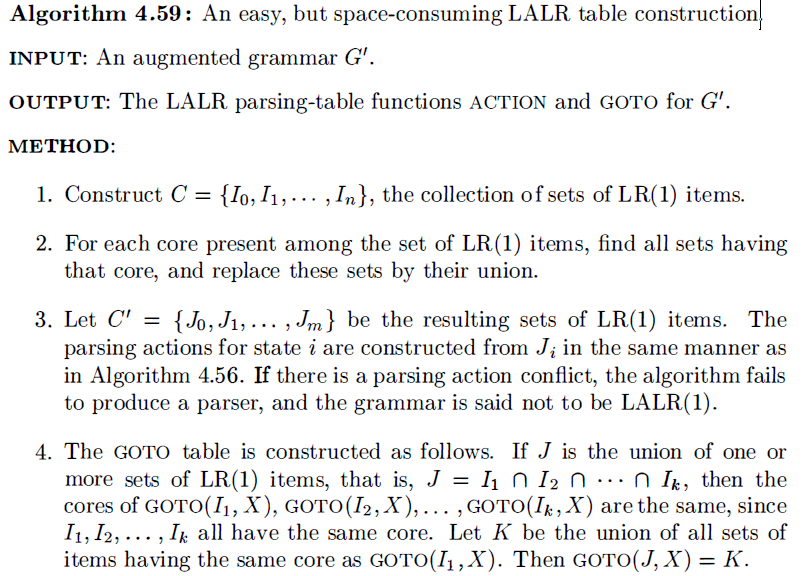 Algorithm 4.59: An easy, but space-consuming LALR table construction.
INPUT: An augmented grammar G'.
OUTPUT: The LALR parsing-table functions ACTION and GOTO for G'.
METHOD:
1. Construct C = {I₀, I₁, . . . , Iₙ}, the collection of sets of LR(1) items.
2. For each core present among the set of LR(1) items, find all sets having
that core, and replace these sets by their union.
3. Let C' = {J₀, J₁, . . . , Jₘ} be the resulting sets of LR(1) items. The
parsing actions for state i are constructed from Jᵢ in the same manner as
in Algorithm 4.56. If there is a parsing action conflict, the algorithm fails
to produce a parser, and the grammar is said not to be LALR(1).
4. The GOTO table is constructed as follows. If J is the union of one or
more sets of LR(1) items, that is, J = I₁ ∩ I₂ ∩ · · · ∩ Iₖ, then the
cores of GOTO(I₁, X), GOTO(I₂, X), . . . , GOTO(Iₖ, X) are the same, since
I₁, I₂, . . . , Iₖ all have the same core. Let K be the union of all sets of
items having the same core as GOTO(I₁, X). Then GOTO(J, X) = K.